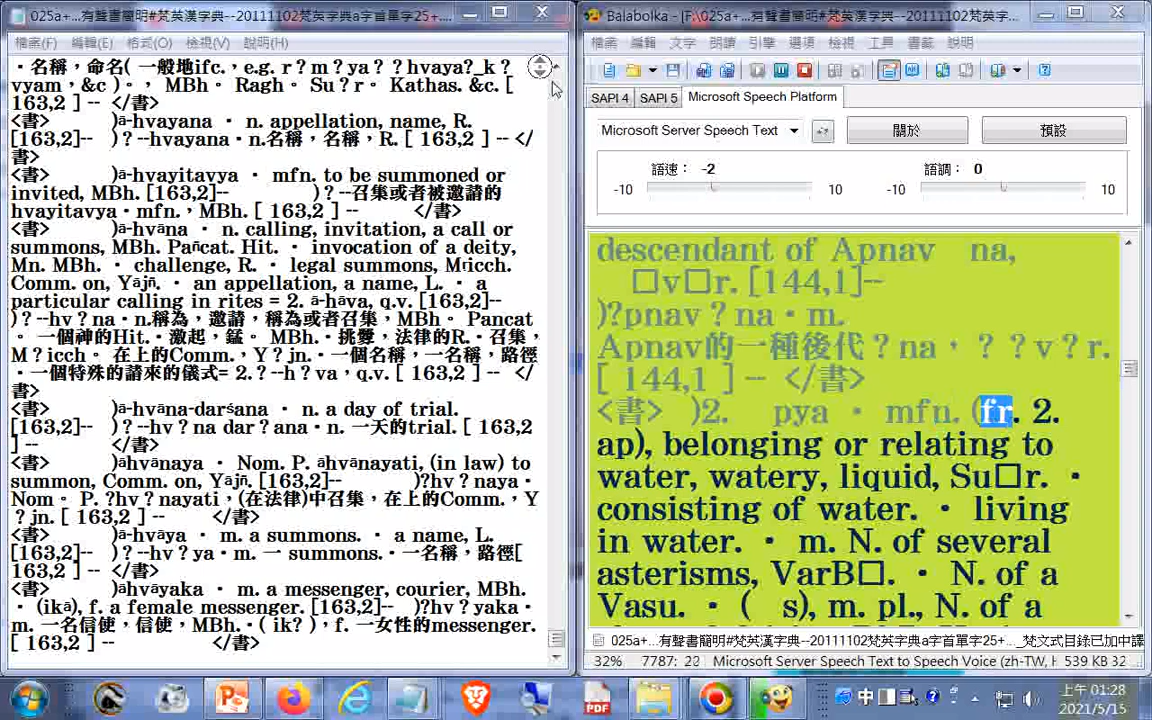 025a+...有聲書簡明#梵英漢字典--20111102梵英字典a字首單字25+...
檔案(F) 編輯(E) 格式(O) 檢視(V) 說明(H)
・名稱，命名( 一般地ifc.，e.g. r？m？ya？？hvaya?_k？
vyam，&c )。， MBh。 Ragh。 Su？r。 Kathas. &c. [
163,2 ] -- </書>
<書> )ā-hvayana ・ n. appellation, name, R.
[163,2]-- )？--hvayana・n.名稱，名稱，R. [ 163,2 ] -- </
書>
<書> )ā-hvayitavya ・ mfn. to be summoned or
invited, MBh. [163,2]-- )？--召集或者被邀請的
hvayitavya・mfn.，MBh. [ 163,2 ] -- </書>
<書> )ā-hvāna ・ n. calling, invitation, a call or
summons, MBh. Pañcat. Hit. ・ invocation of a deity,
Mn. MBh. ・ challenge, R. ・ legal summons, Mṛicch.
Comm. on, Yājñ. ・ an appellation, a name, L. ・ a
particular calling in rites = 2. ā-hāva, q.v. [163,2]--
)？--hv？na・n.稱為，邀請，稱為或者召集，MBh。 Pancat
。一個神的Hit.・激起，錳。 MBh.・挑釁，法律的R.・召集，
M？icch。 在上的Comm.，Y？jn.・一個名稱，一名稱，路徑
・一個特殊的請來的儀式= 2.？--h？va，q.v. [ 163,2 ] -- </
書>
<書> )ā-hvāna-darśana ・ n. a day of trial.
[163,2]-- )？--hv？na dar？ana・n. 一天的trial. [ 163,2
] -- </書>
<書> )āhvānaya ・ Nom. P. āhvānayati, (in law) to
summon, Comm. on, Yājñ. [163,2]-- )?hv？naya・
Nom。 P. ?hv？nayati，(在法律)中召集，在上的Comm.，Y
？jn. [ 163,2 ] -- </書>
<書> )ā-hvāya ・ m. a summons. ・ a name, L.
[163,2]-- )？--hv？ya・m. 一 summons.・一名稱，路徑[
163,2 ] -- </書>
<書> )āhvāyaka ・ m. a messenger, courier, MBh.
・ (ikā), f. a female messenger. [163,2]-- )?hv？yaka・
m. 一名信使，信使，MBh.・( ik？)，f. 一女性的messenger.
[ 163,2 ] -- </書>
Balabolka - [F:\025a+...有聲書簡明#梵英漢字典--20111102梵英字...
檔案 編輯 文字 朗讀 引擎 選項 檢視 工具 書籤 說明
SAPI 4 SAPI 5 Microsoft Speech Platform
Microsoft Server Speech Text 關於 預設
語速： -2 語調： 0
-10 10 -10 10
descendant of Apnav na,
□v□r. [144,1]--
)?pnav？na・m.
Apnav的一種後代？na，？？v？r.
[ 144,1 ] -- </書>
<書> )2. pya ・ mfn. (fr. 2.
ap), belonging or relating to
water, watery, liquid, Su□r. ・
consisting of water. ・ living
in water. ・ m. N. of several
asterisms, VarB□. ・ N. of a
Vasu. ・ ( s), m. pl., N. of a
025a+...有聲書簡明#梵英漢字典--20111102梵英字典a字首單字25+..._梵文式目錄已加中譯
32% 7787: 22 Microsoft Server Speech Text to Speech Voice (zh-TW, H 539 KB 32
PDF
中
上午 01:28
2021/5/15